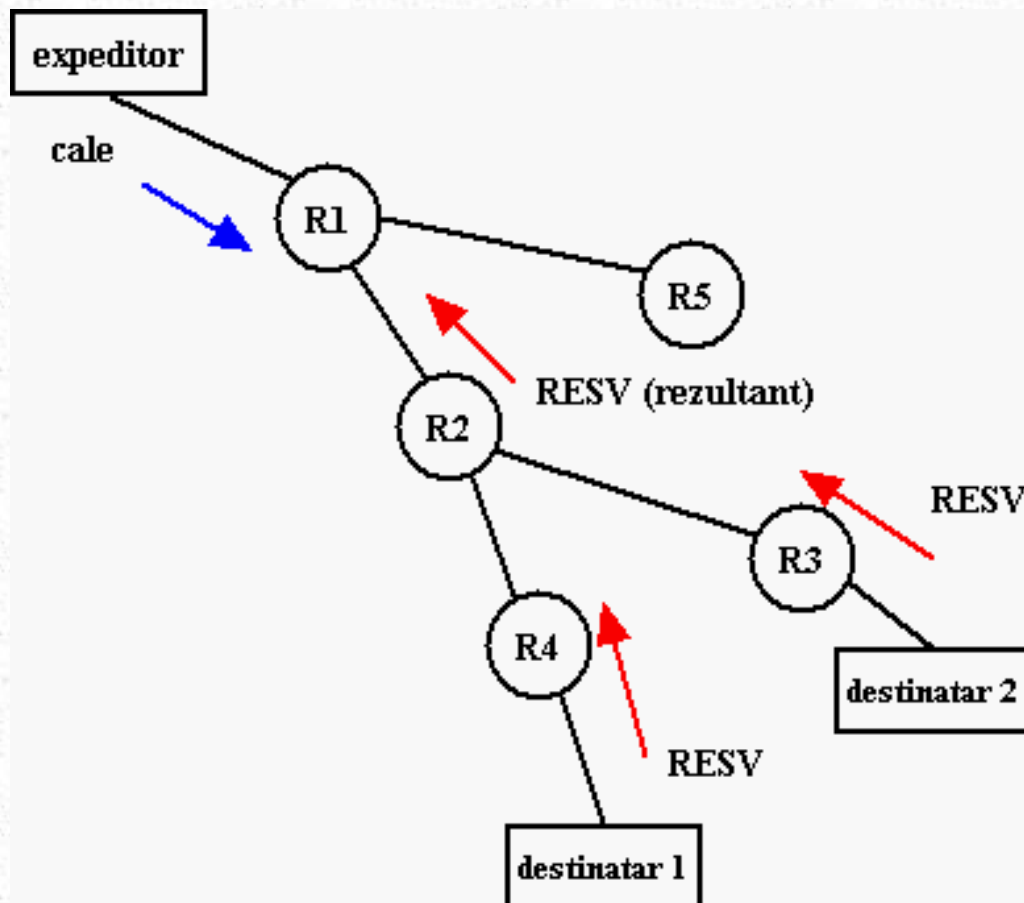 expeditor
cale
R1
R5
RESV (rezultant)
R2
RESV
R3
R4
destinatar 2
RESV
destinatar 1